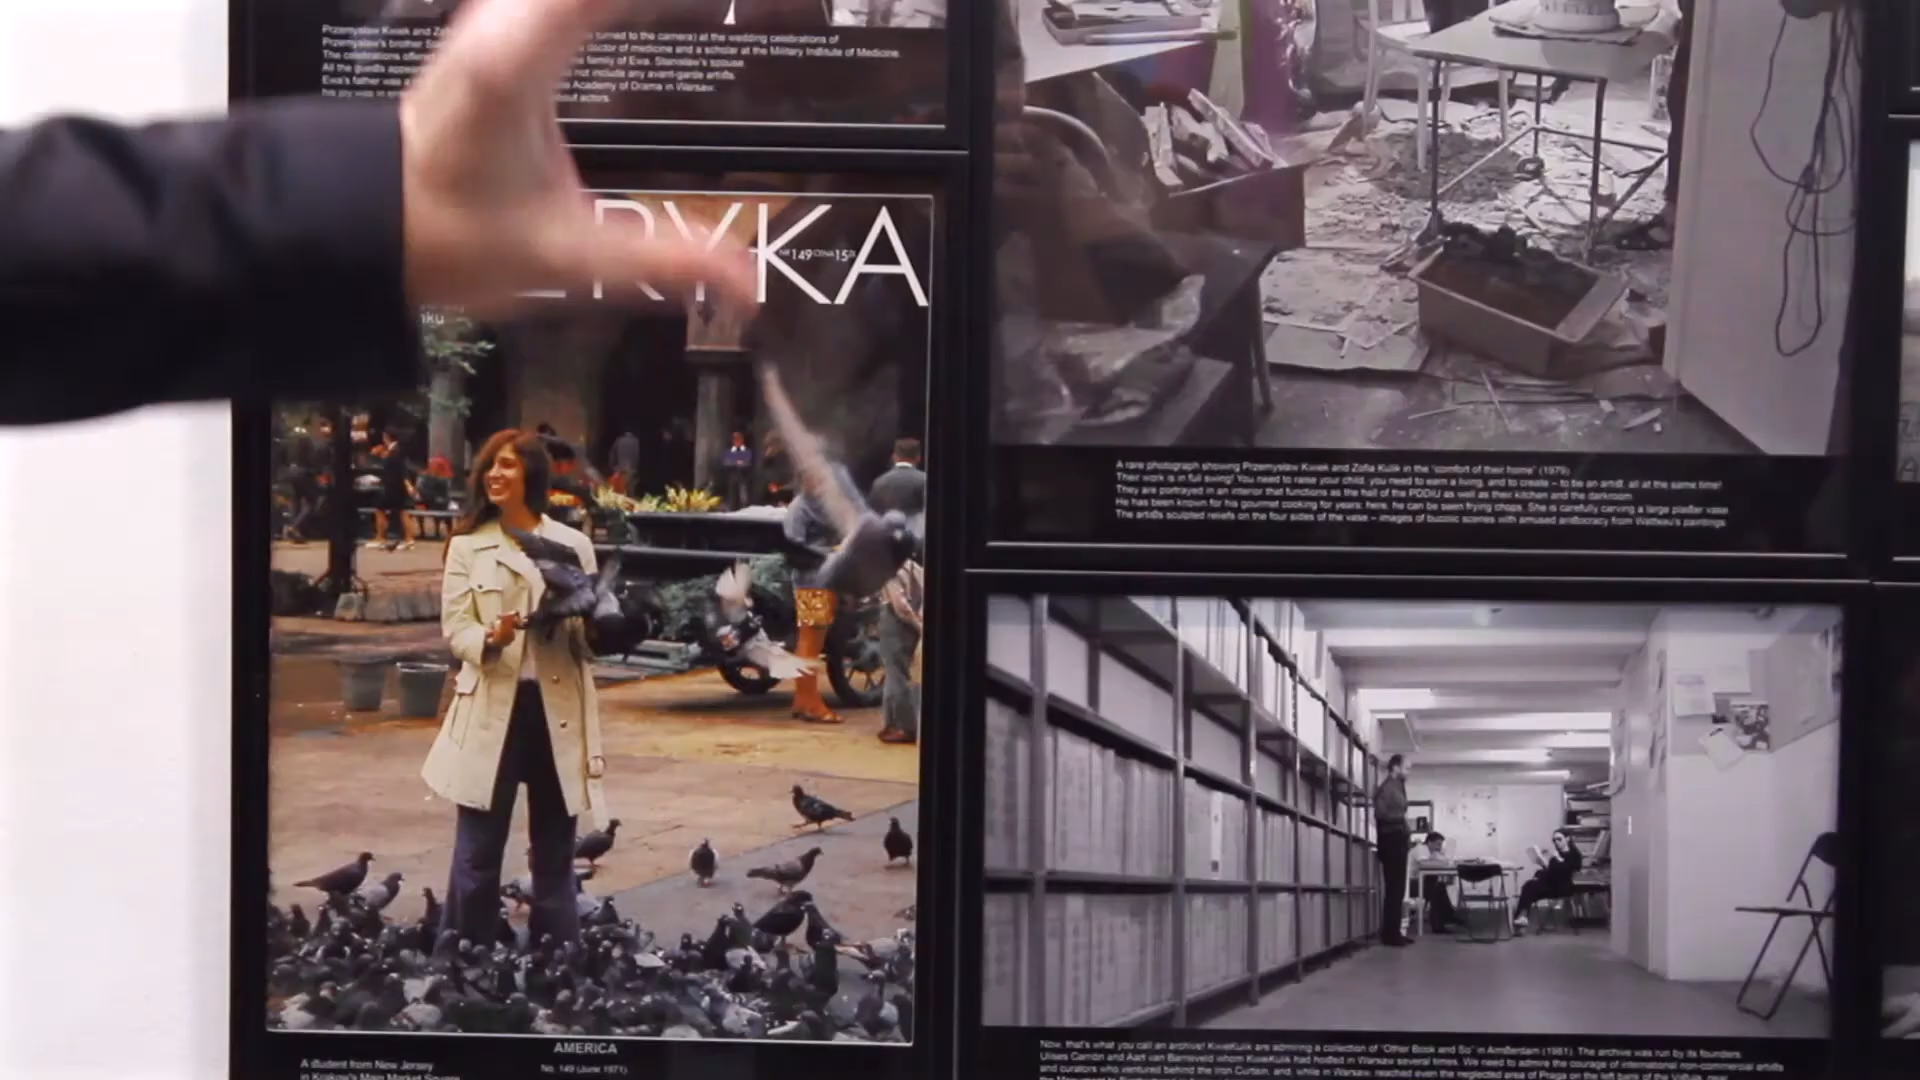 Przemysław Kwiek and
turned to the camera) at the wedding celebrations of
Przemysław's brother
doctor of medicine and a scholar at the Military Institute of Medicine.
The celebrations
family of Ewa, Stanisław's spouse.
All the guests
not include any avant-garde artists.
Ewa's father was a
Academy of Drama in Warsaw.
his joy was in
about actors.
ERYKA
NR 149 CENA 15
nku
A rare photograph showing Przemysław Kwiek and Zofia Kulik in the "comfort of their home" (1979)
Their work is in full swing! You need to raise your child, you need to earn a living, and to create – to be an artist, all at the same time!
They are portrayed in an interior that functions as the hall of the PDDiU as well as their kitchen and the darkroom.
He has been known for his gourmet cooking for years: here, he can be seen frying chops. She is carefully carving a large plaster vase
The artists sculpted reliefs on the four sides of the vase – images of bucolic scenes with amused aristocracy from Watteau's paintings
AMERICA
No. 149 (June 1971)
A student from New Jersey
in Krakow's Main Market Square
Now, that's what you call an archive! KwieKulik are admiring a collection of "Other Book and So" in Amsterdam (1981). The archive was run by its founders
Ulises Carrión and Aart van Barneveld whom KwieKulik had hosted in Warsaw several times. We need to admire the courage of international non-commercial artists
and curators who ventured behind the Iron Curtain, and, while in Warsaw, reached even the neglected area of Praga on the left bank of the Vistula, near